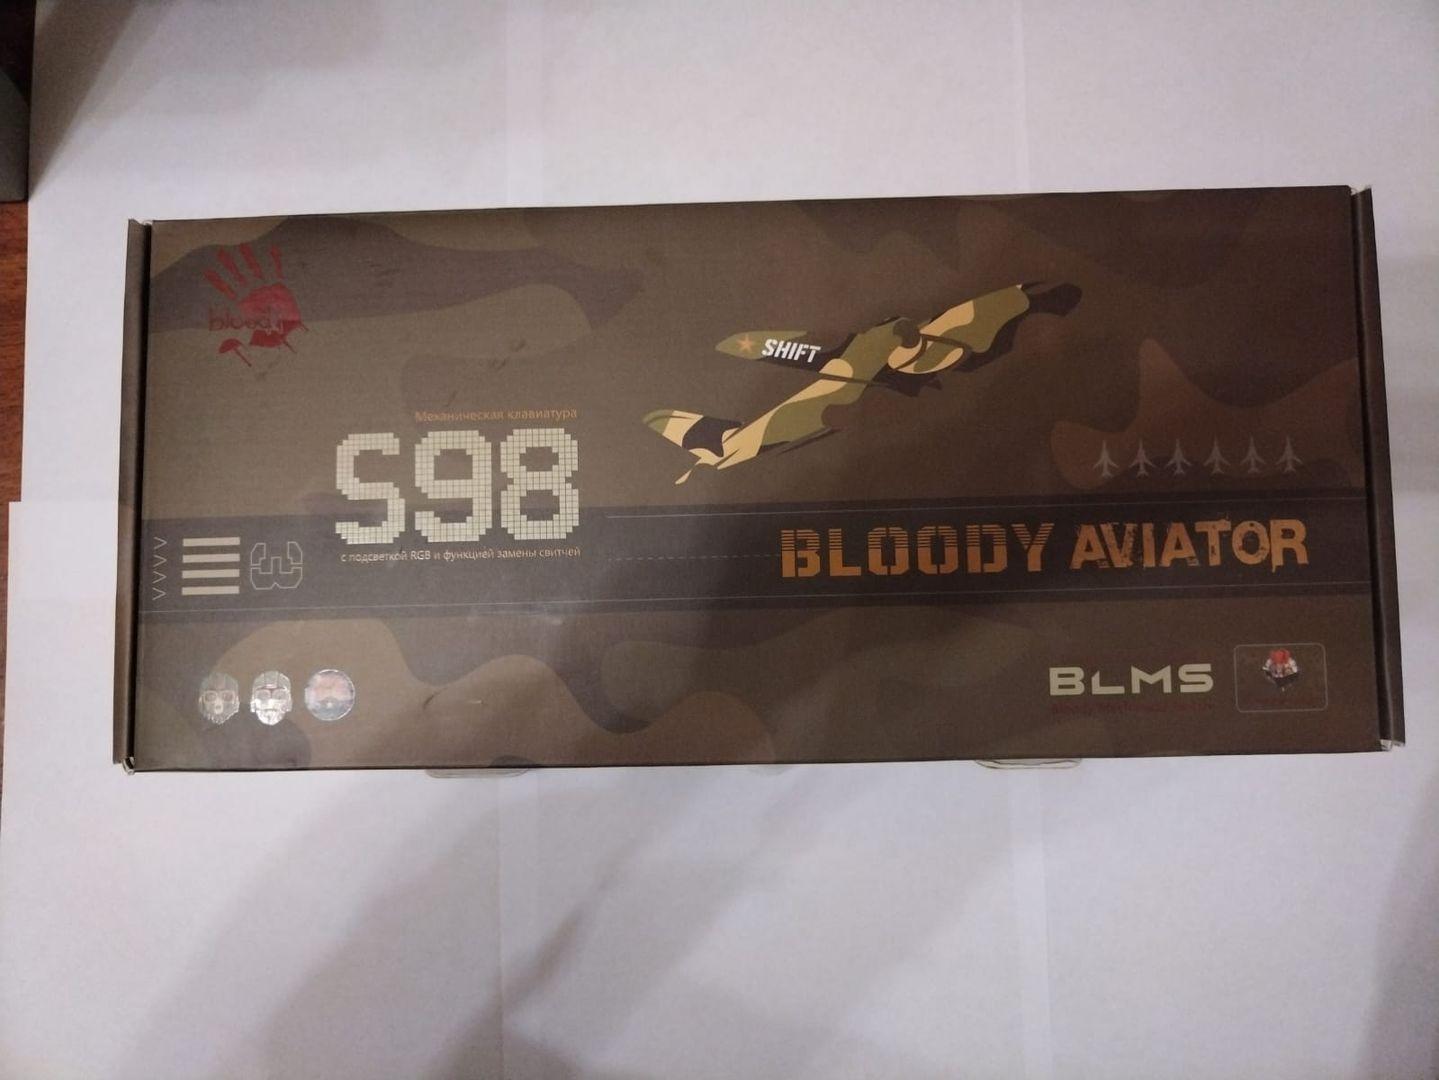 bloody
SHIFT
Механическая клавиатура
S98
с подсветкой RGB и функцией замены свитчей
BLOODY AVIATOR
BLMS